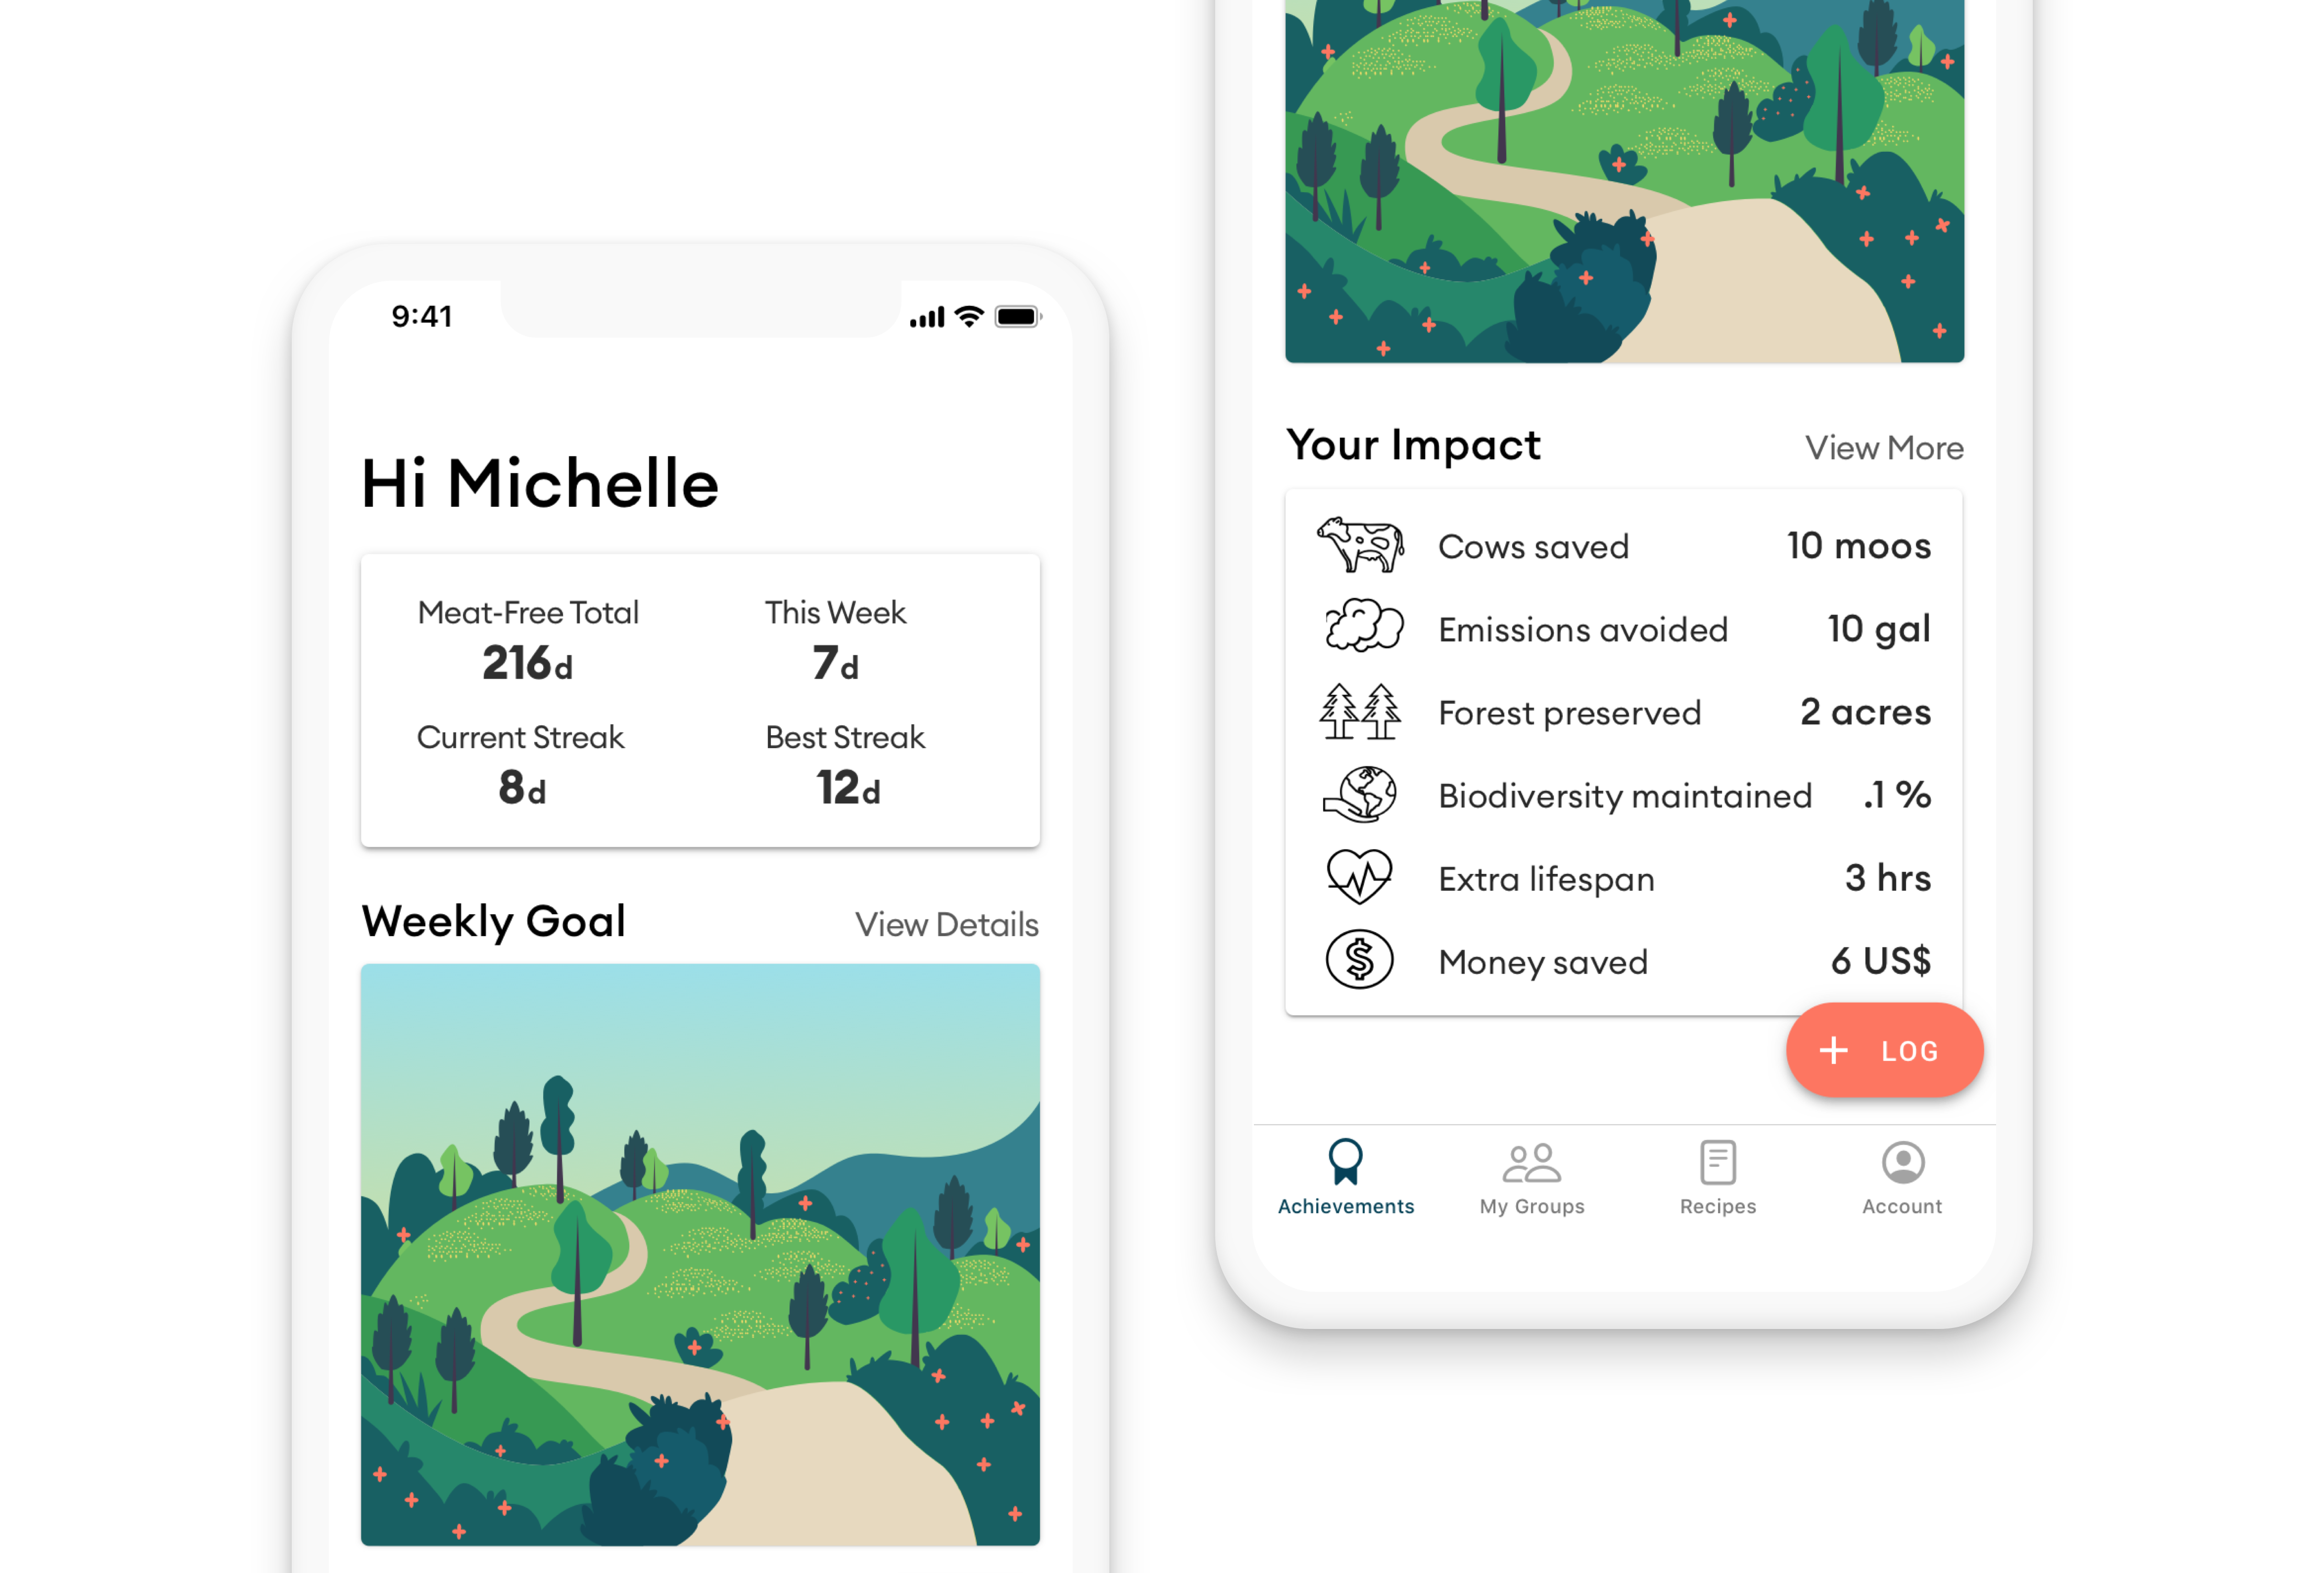 9:41
Hi Michelle
Meat-Free Total
This Week
216d
7d
Current Streak
Best Streak
8d
12d
Weekly Goal
View Details
Your Impact
View More
Cows saved 10 moos
Emissions avoided 10 gal
Forest preserved 2 acres
Biodiversity maintained .1 %
Extra lifespan 3 hrs
Money saved 6 US$
+ LOG
Achievements
My Groups
Recipes
Account